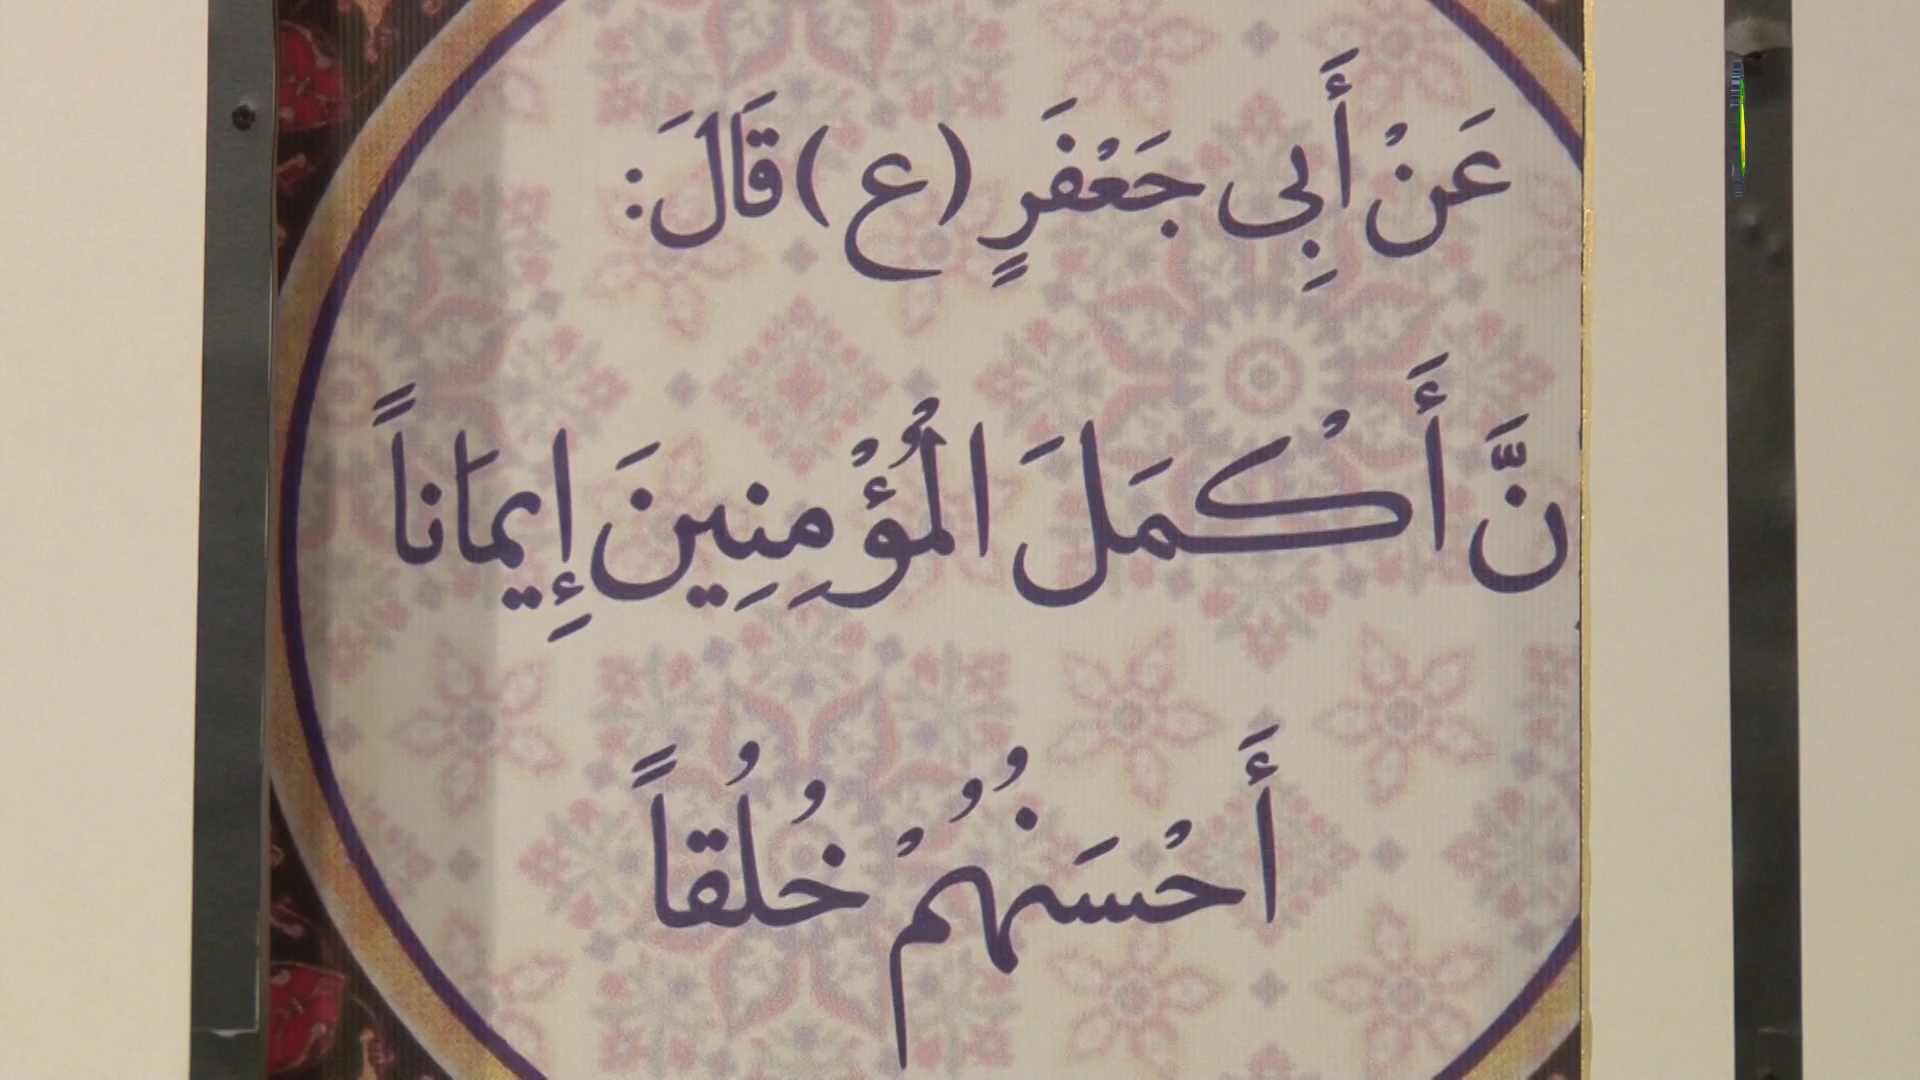 عَنْ أَبِي جَعْفَرٍ (ع) قَالَ:
نَّ أَكْمَلَ الْمُؤْمِنِينَ إِيمَاناً
أَحْسَنُهُمْ خُلُقاً